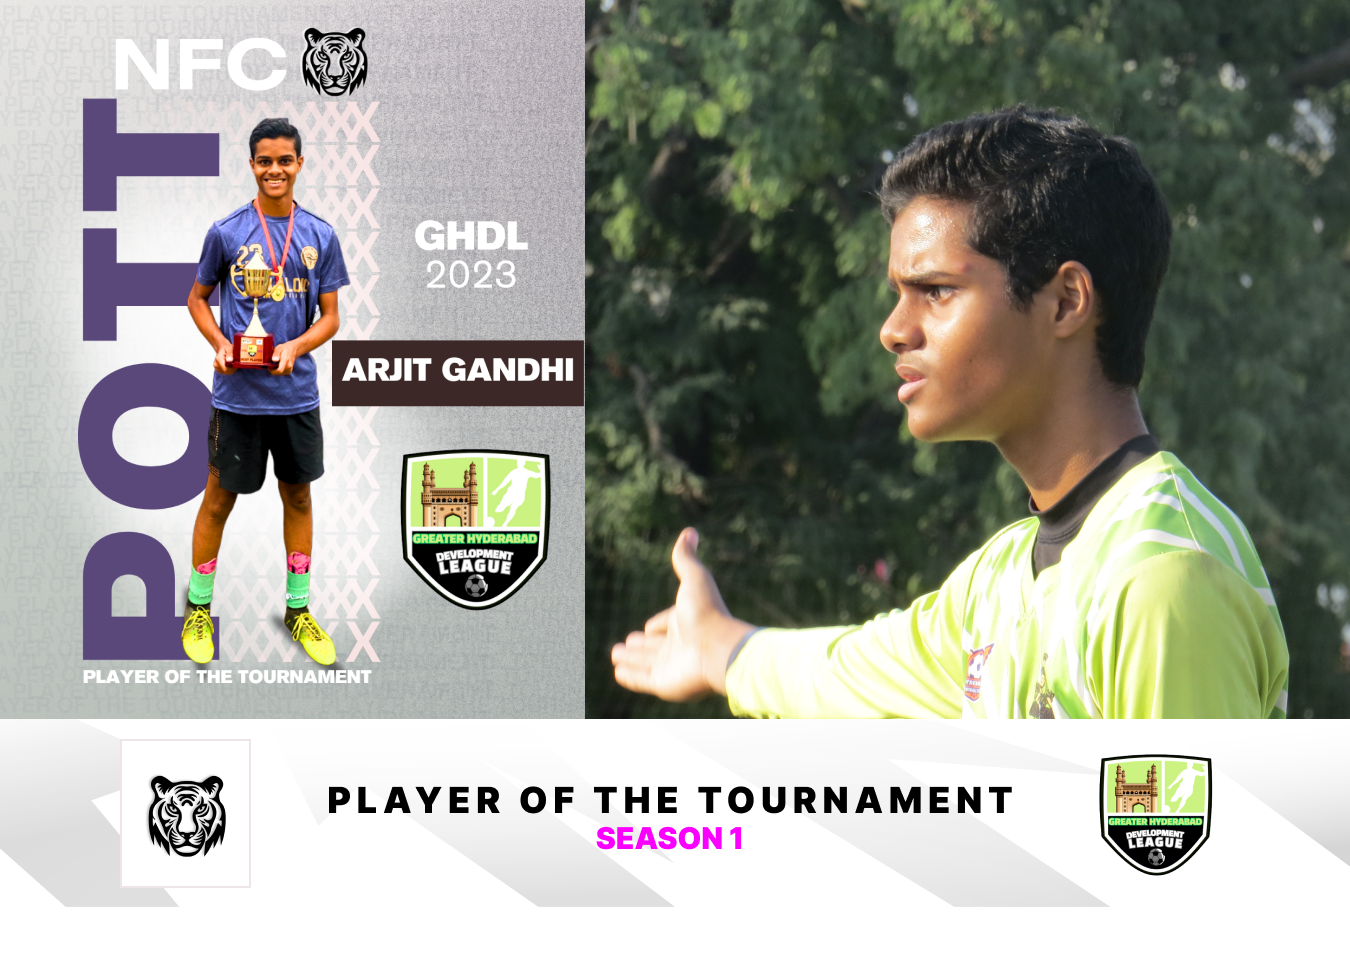 NFC
POTT
GHDL
2023
ARJIT GANDHI
GREATER HYDERABAD
DEVELOPMENT
LEAGUE
PLAYER OF THE TOURNAMENT
PLAYER OF THE TOURNAMENT
SEASON 1
GREATER HYDERABAD
DEVELOPMENT
LEAGUE